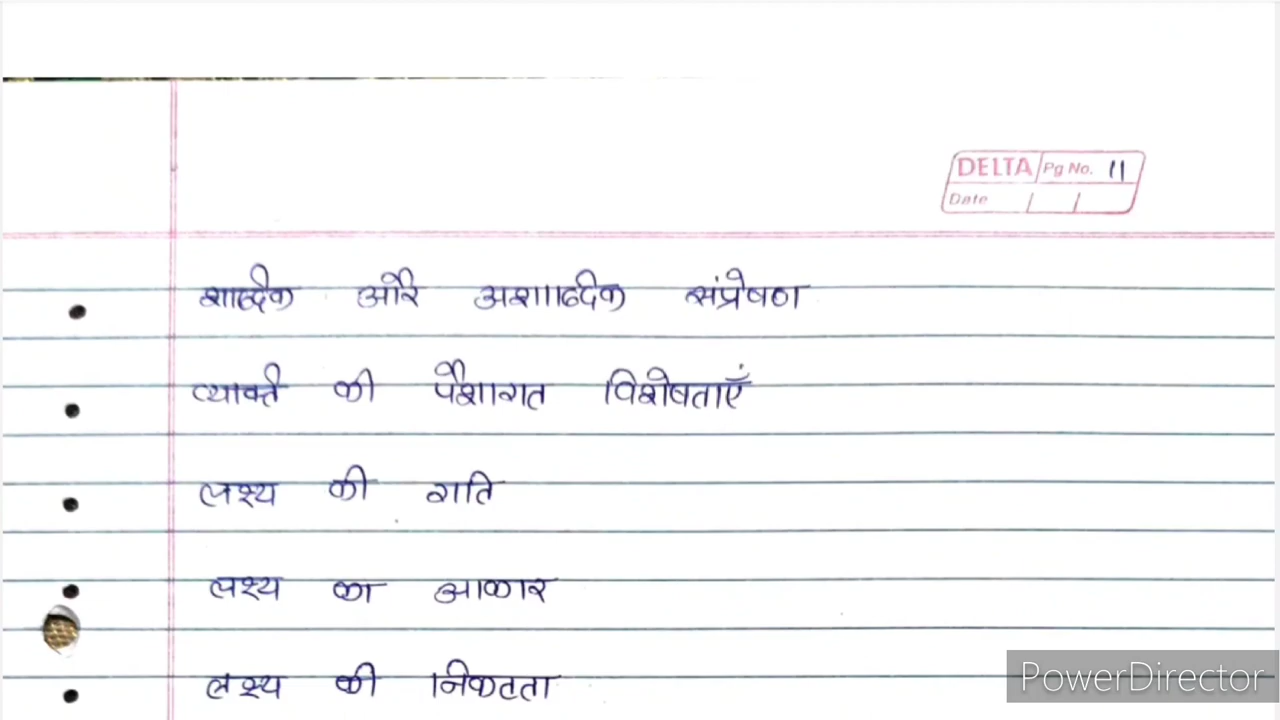 DELTA Pg No. 11
Date
शाब्दिक और अशाब्दिक संप्रेषण
व्यक्ति की पेशागत विशेषताएँ
लक्ष्य की गति
लक्ष्य का आकार
लक्ष्य की निकटता
PowerDirector